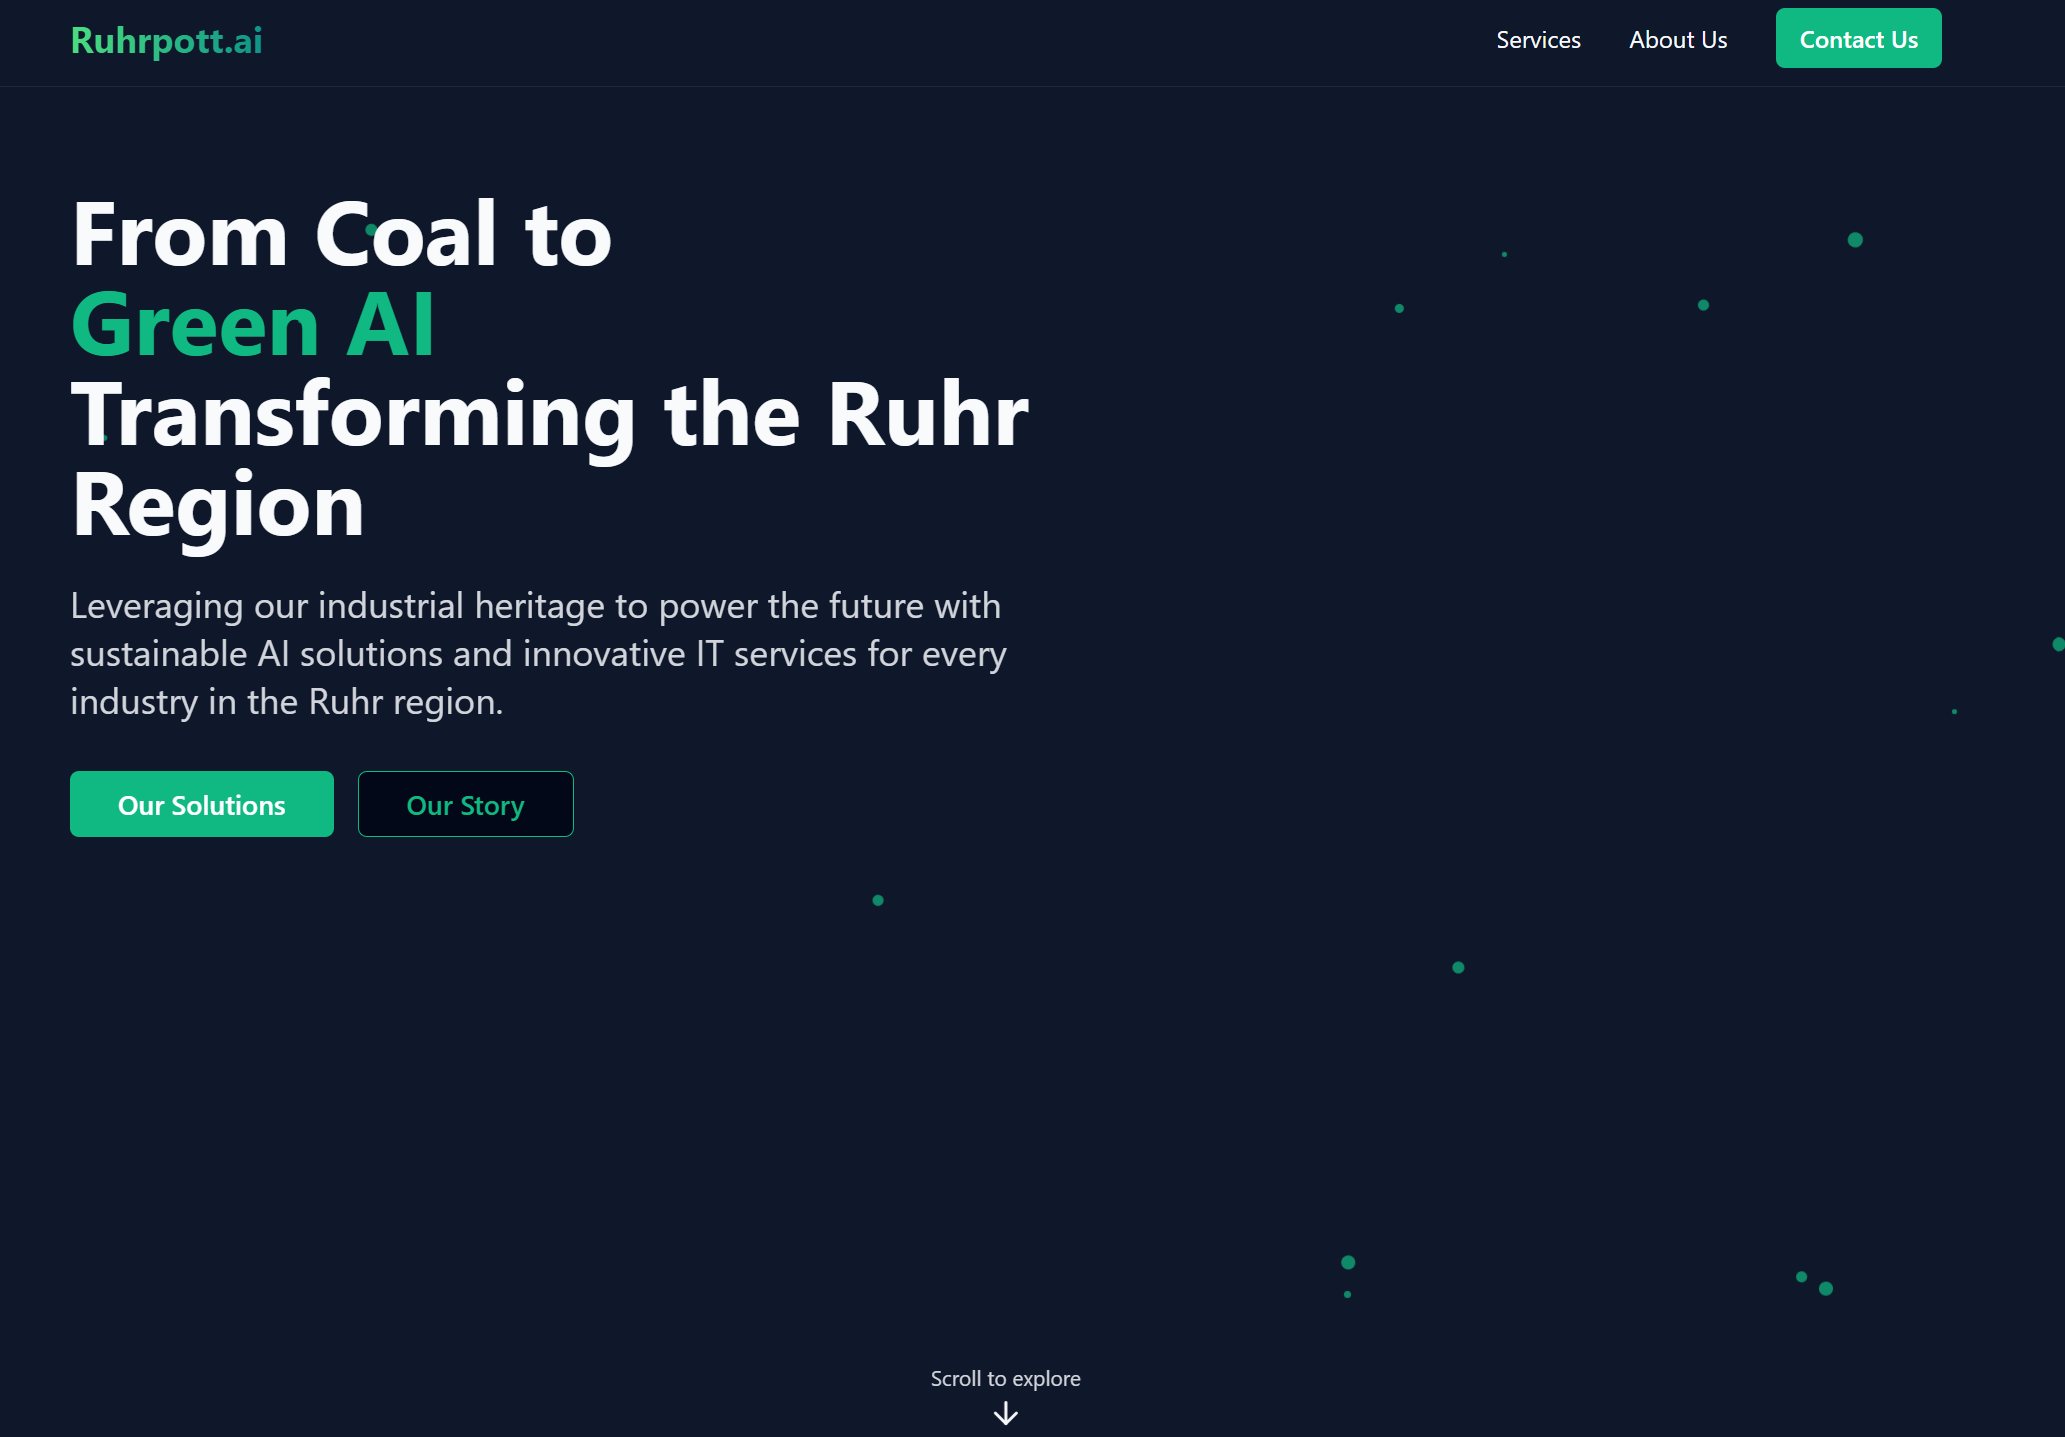 Ruhrpott.ai
Services
About Us
Contact Us
From Coal to
Green AI
Transforming the Ruhr
Region
Leveraging our industrial heritage to power the future with
sustainable AI solutions and innovative IT services for every
industry in the Ruhr region.
Our Solutions
Our Story
Scroll to explore